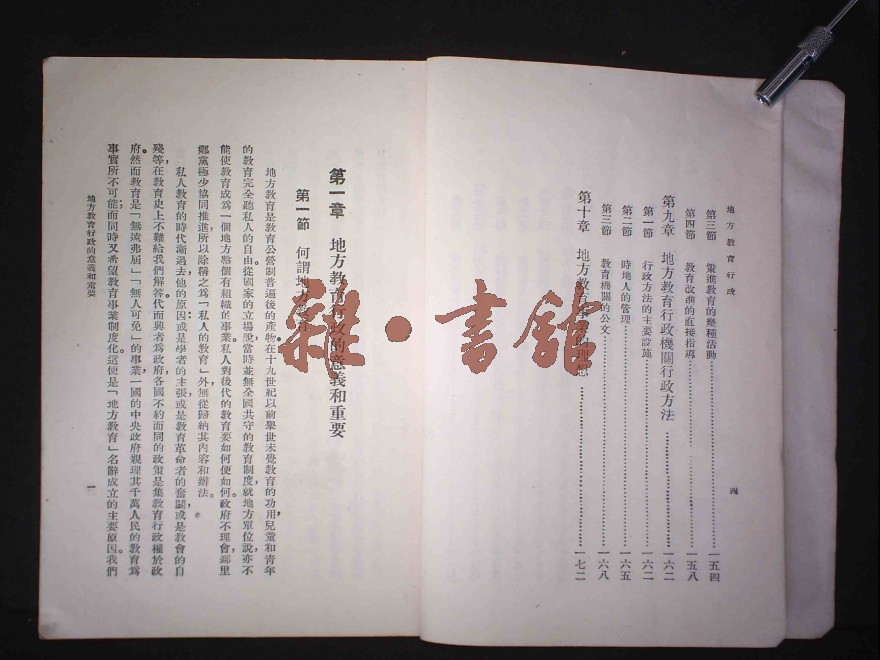 地方教育行政
第三節　策進教育的幾種活動……一五四
第四節　教育改進的直接指導……一五八
第九章　地方教育行政機關行政方法……一六二
第一節　行政方法的主要設施……一六二
第二節　時地人的管理……一六五
第三節　教育機關的公文……一六八
第十章　地方教育事業的理想……一七二
四
第一章　地方教育行政的意義和重要
第一節　何謂地方教育
地方教育是教育公營制普遍後的產物。在十九世紀以前舉世未覺教育的功用，兒童和青年
的教育完全聽私人的自由。從國家的立場說，當時並無全國共守的教育制度，就地方單位說，亦不
能使教育成爲一個地方整個有組織的事業。私人對後代的教育要如何便如何，政府不理會，鄰里
鄉黨極少協同推進，所以除稱之爲「私人的教育」外，無從歸納其內容和辦法。
私人教育的時代漸過去，他的原因：或是學者的主張，或是教育革命者的奮鬭，或是教會的自
殘等，在教育史上不難給我們解答。代而興者爲政府，各國不約而同的政策是集教育行政權於政
府。然而教育是「無流弗屆」「無人可免」的事業，一國的中央政府親理其千萬人民的教育爲
事實所不可能；而同時又希望教育事業制度化，這便是「地方教育」名辭成立的主要原因。我們
地方教育行政的意義和重要
一
雜·書館